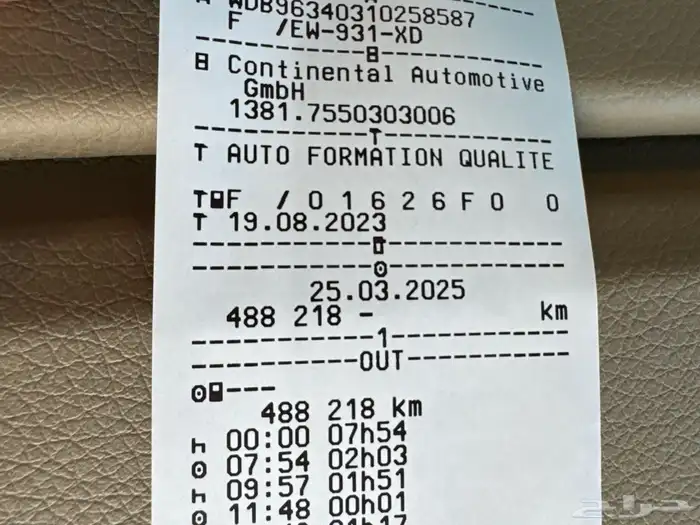 WDB96340310258587
F /EW-931-XD
Continental Automotive
GmbH
1381.7550303006
T
T AUTO FORMATION QUALITE
T F / 0 1 6 2 6 F 0 0
T 19.08.2023
25.03.2025
488 218 - km
1
OUT
---
488 218 km
h 00:00 07h54
07:54 02h03
h 09:57 01h51
11:48 00h01
حراج